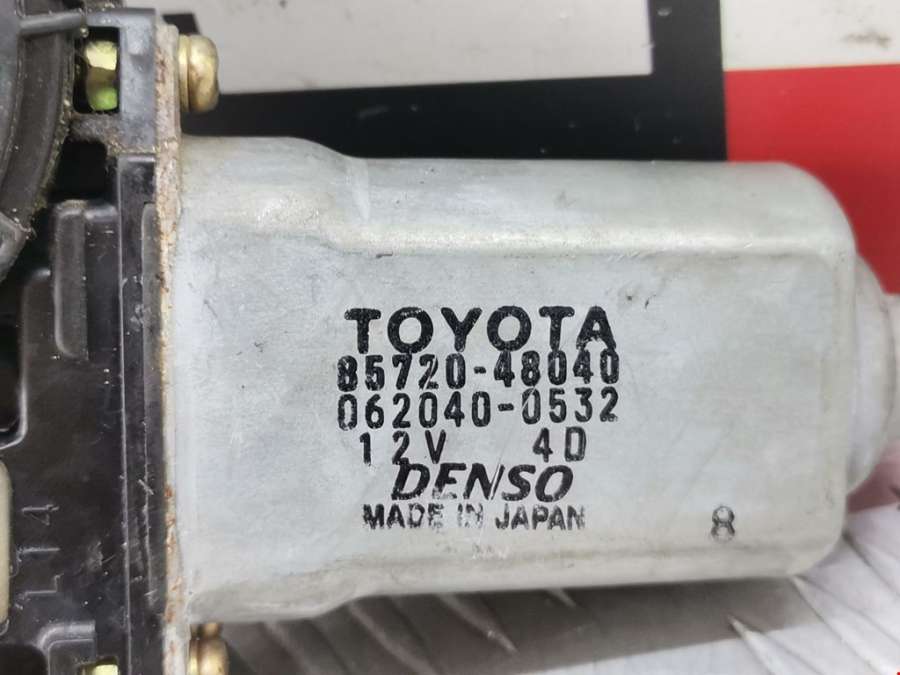 TOYOTA
85720-48040
062040-0532
12V 4D
DENSO
MADE IN JAPAN
8